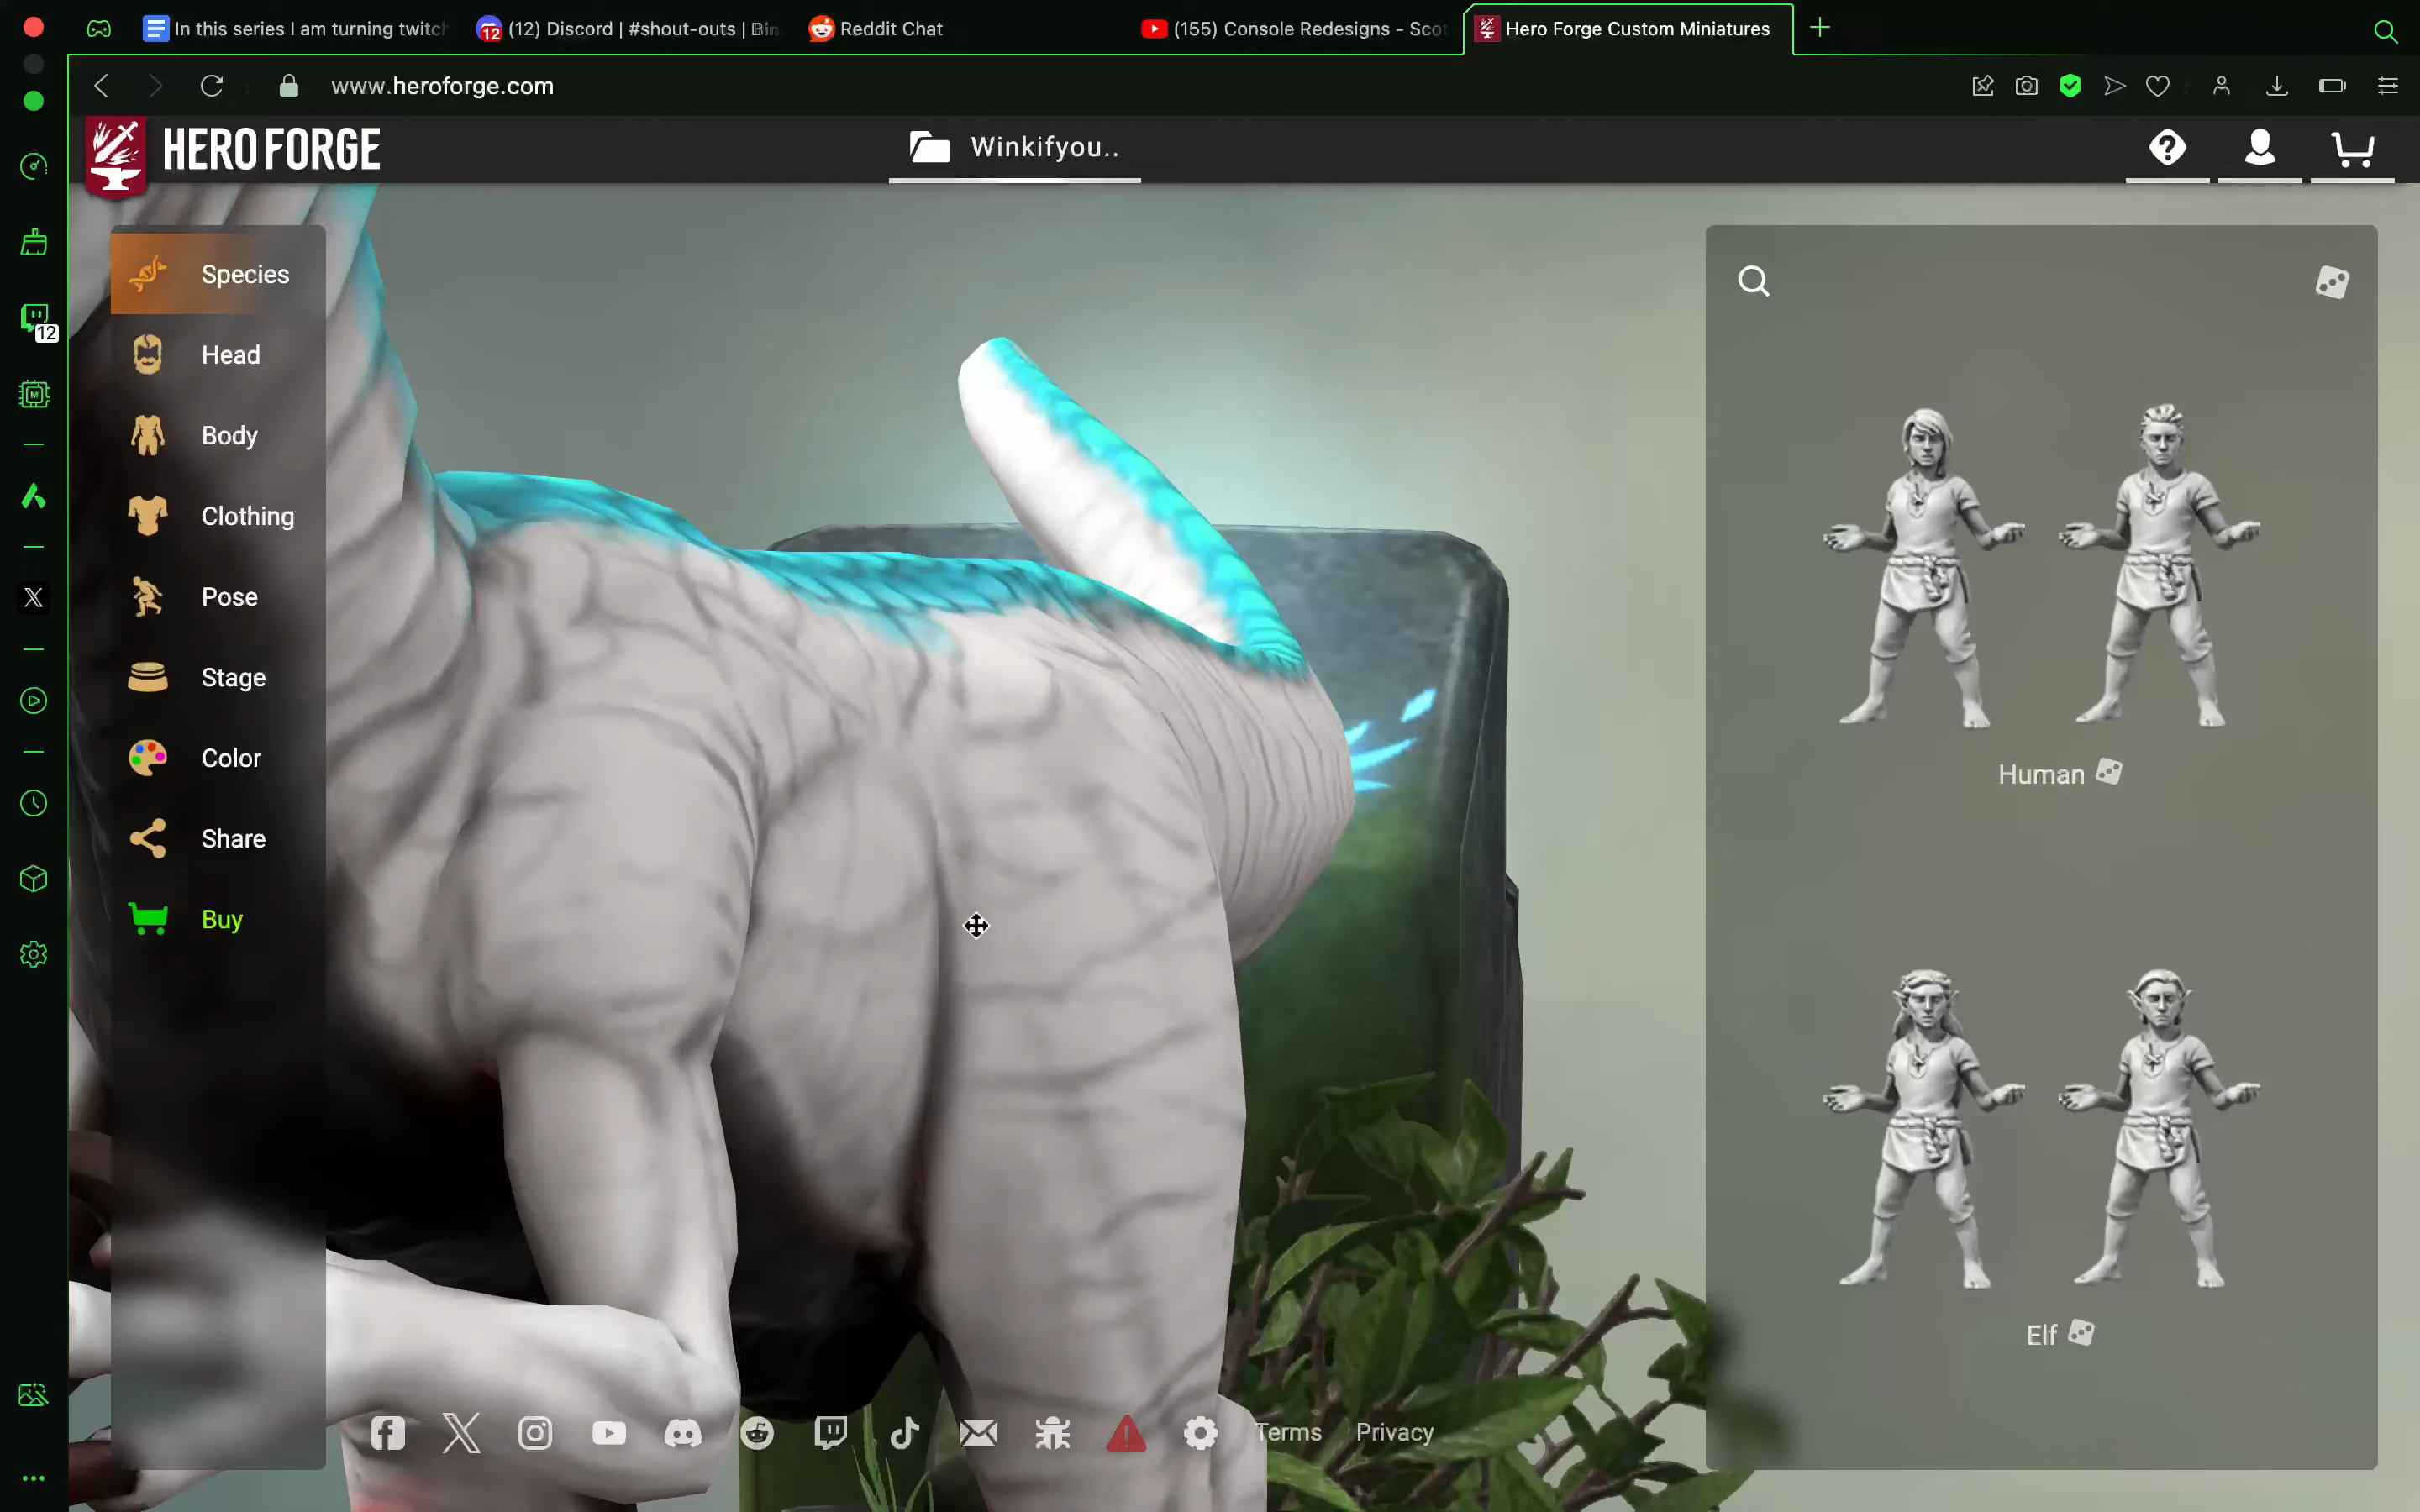 In this series I am turning twitch
(12) Discord | #shout-outs | Bin
Reddit Chat
(155) Console Redesigns - Scot
Hero Forge Custom Miniatures
www.heroforge.com
HERO FORGE
Winkifyou..
Species
Head
Body
Clothing
Pose
Stage
Color
Share
Buy
12
Human
Elf
Terms
Privacy